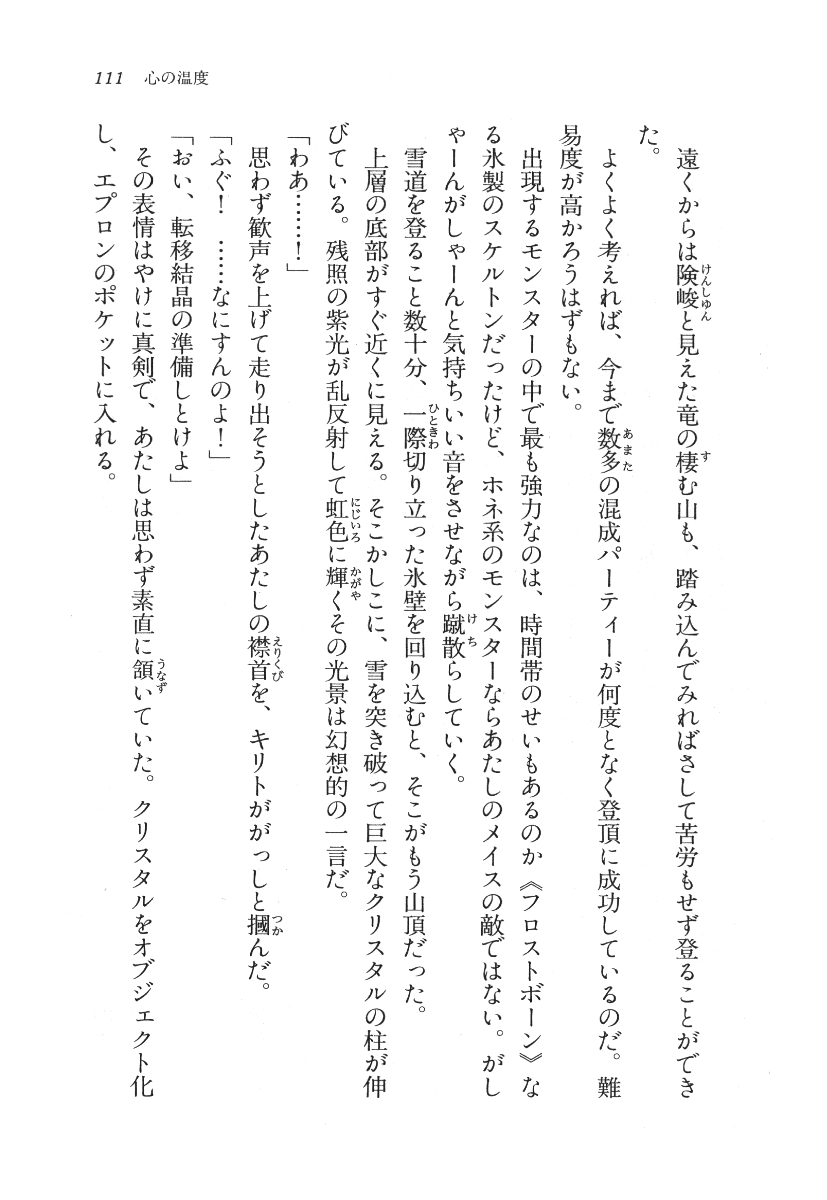 111 心の温度
遠くからは険峻と見えた竜の棲む山も、踏み込んでみればさして苦労もせず登ることができ
た。
よくよく考えれば、今まで数多の混成パーティーが何度となく登頂に成功しているのだ。難
易度が高かろうはずもない。
出現するモンスターの中で最も強力なのは、時間帯のせいもあるのか《フロストボーン》な
る氷製のスケルトンだったけど、ホネ系のモンスターならあたしのメイスの敵ではない。がし
ゃーんがしゃーんと気持ちいい音をさせながら蹴散らしていく。
雪道を登ること数十分、一際切り立った氷壁を回り込むと、そこがもう山頂だった。
上層の底部がすぐ近くに見える。そこかしこに、雪を突き破って巨大なクリスタルの柱が伸
びている。残照の紫光が乱反射して虹色に輝くその光景は幻想的の一言だ。
「わあ……！」
思わず歓声を上げて走り出そうとしたあたしの襟首を、キリトががっしと摑んだ。
「ふぐ！　……なにすんのよ！」
「おい、転移結晶の準備しとけよ」
その表情はやけに真剣で、あたしは思わず素直に頷いていた。クリスタルをオブジェクト化
し、エプロンのポケットに入れる。